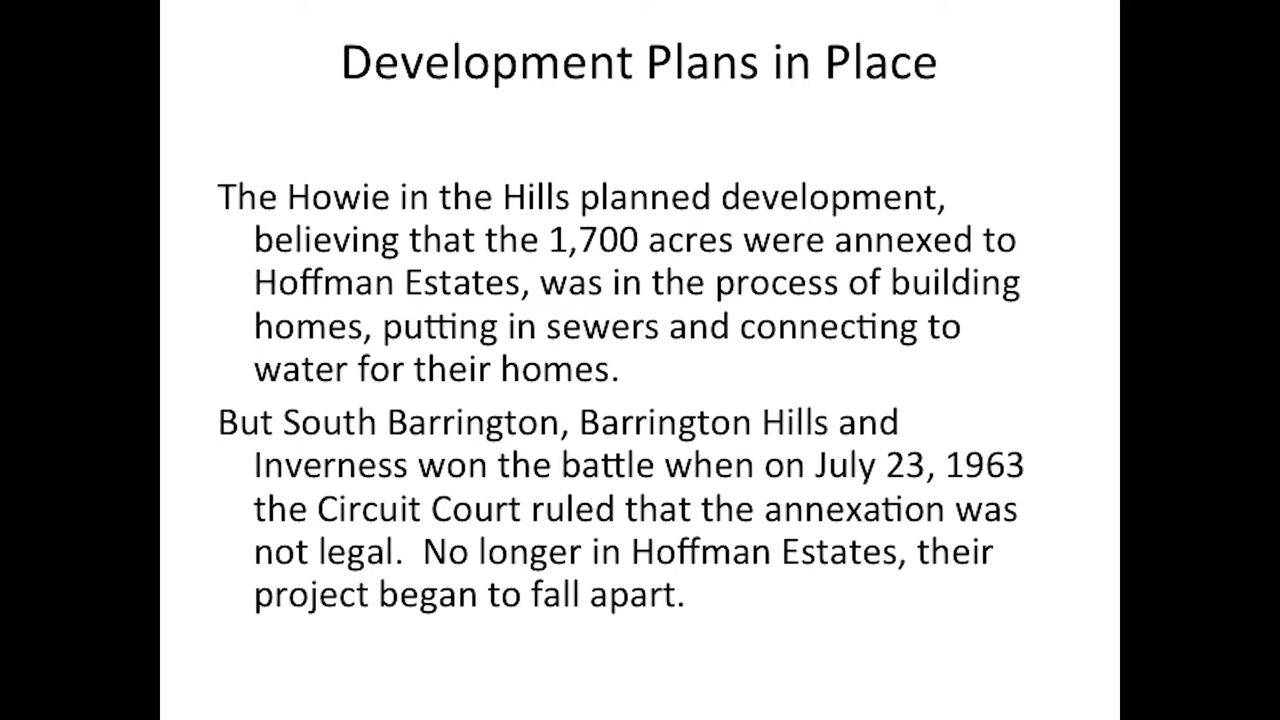 Development Plans in Place
The Howie in the Hills planned development,
believing that the 1,700 acres were annexed to
Hoffman Estates, was in the process of building
homes, putting in sewers and connecting to
water for their homes.
But South Barrington, Barrington Hills and
Inverness won the battle when on July 23, 1963
the Circuit Court ruled that the annexation was
not legal.  No longer in Hoffman Estates, their
project began to fall apart.